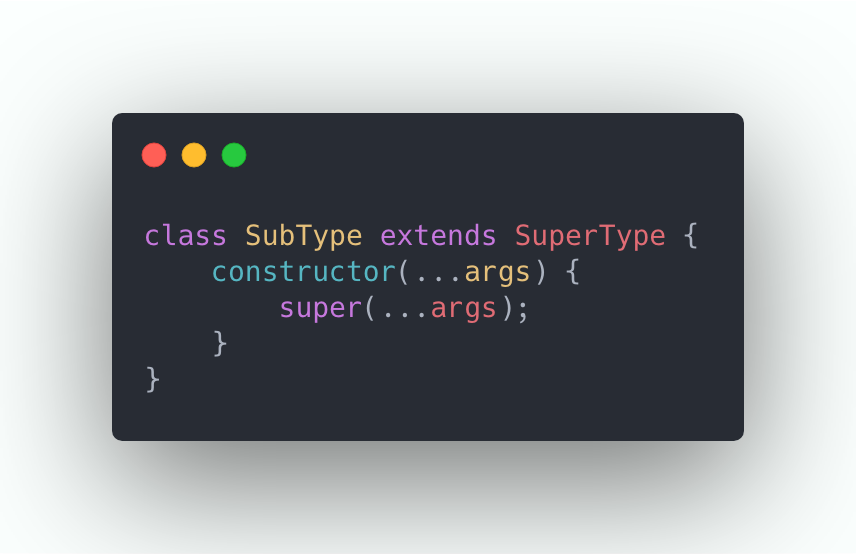 class SubType extends SuperType {
    constructor(...args) {
        super(...args);
    }
}